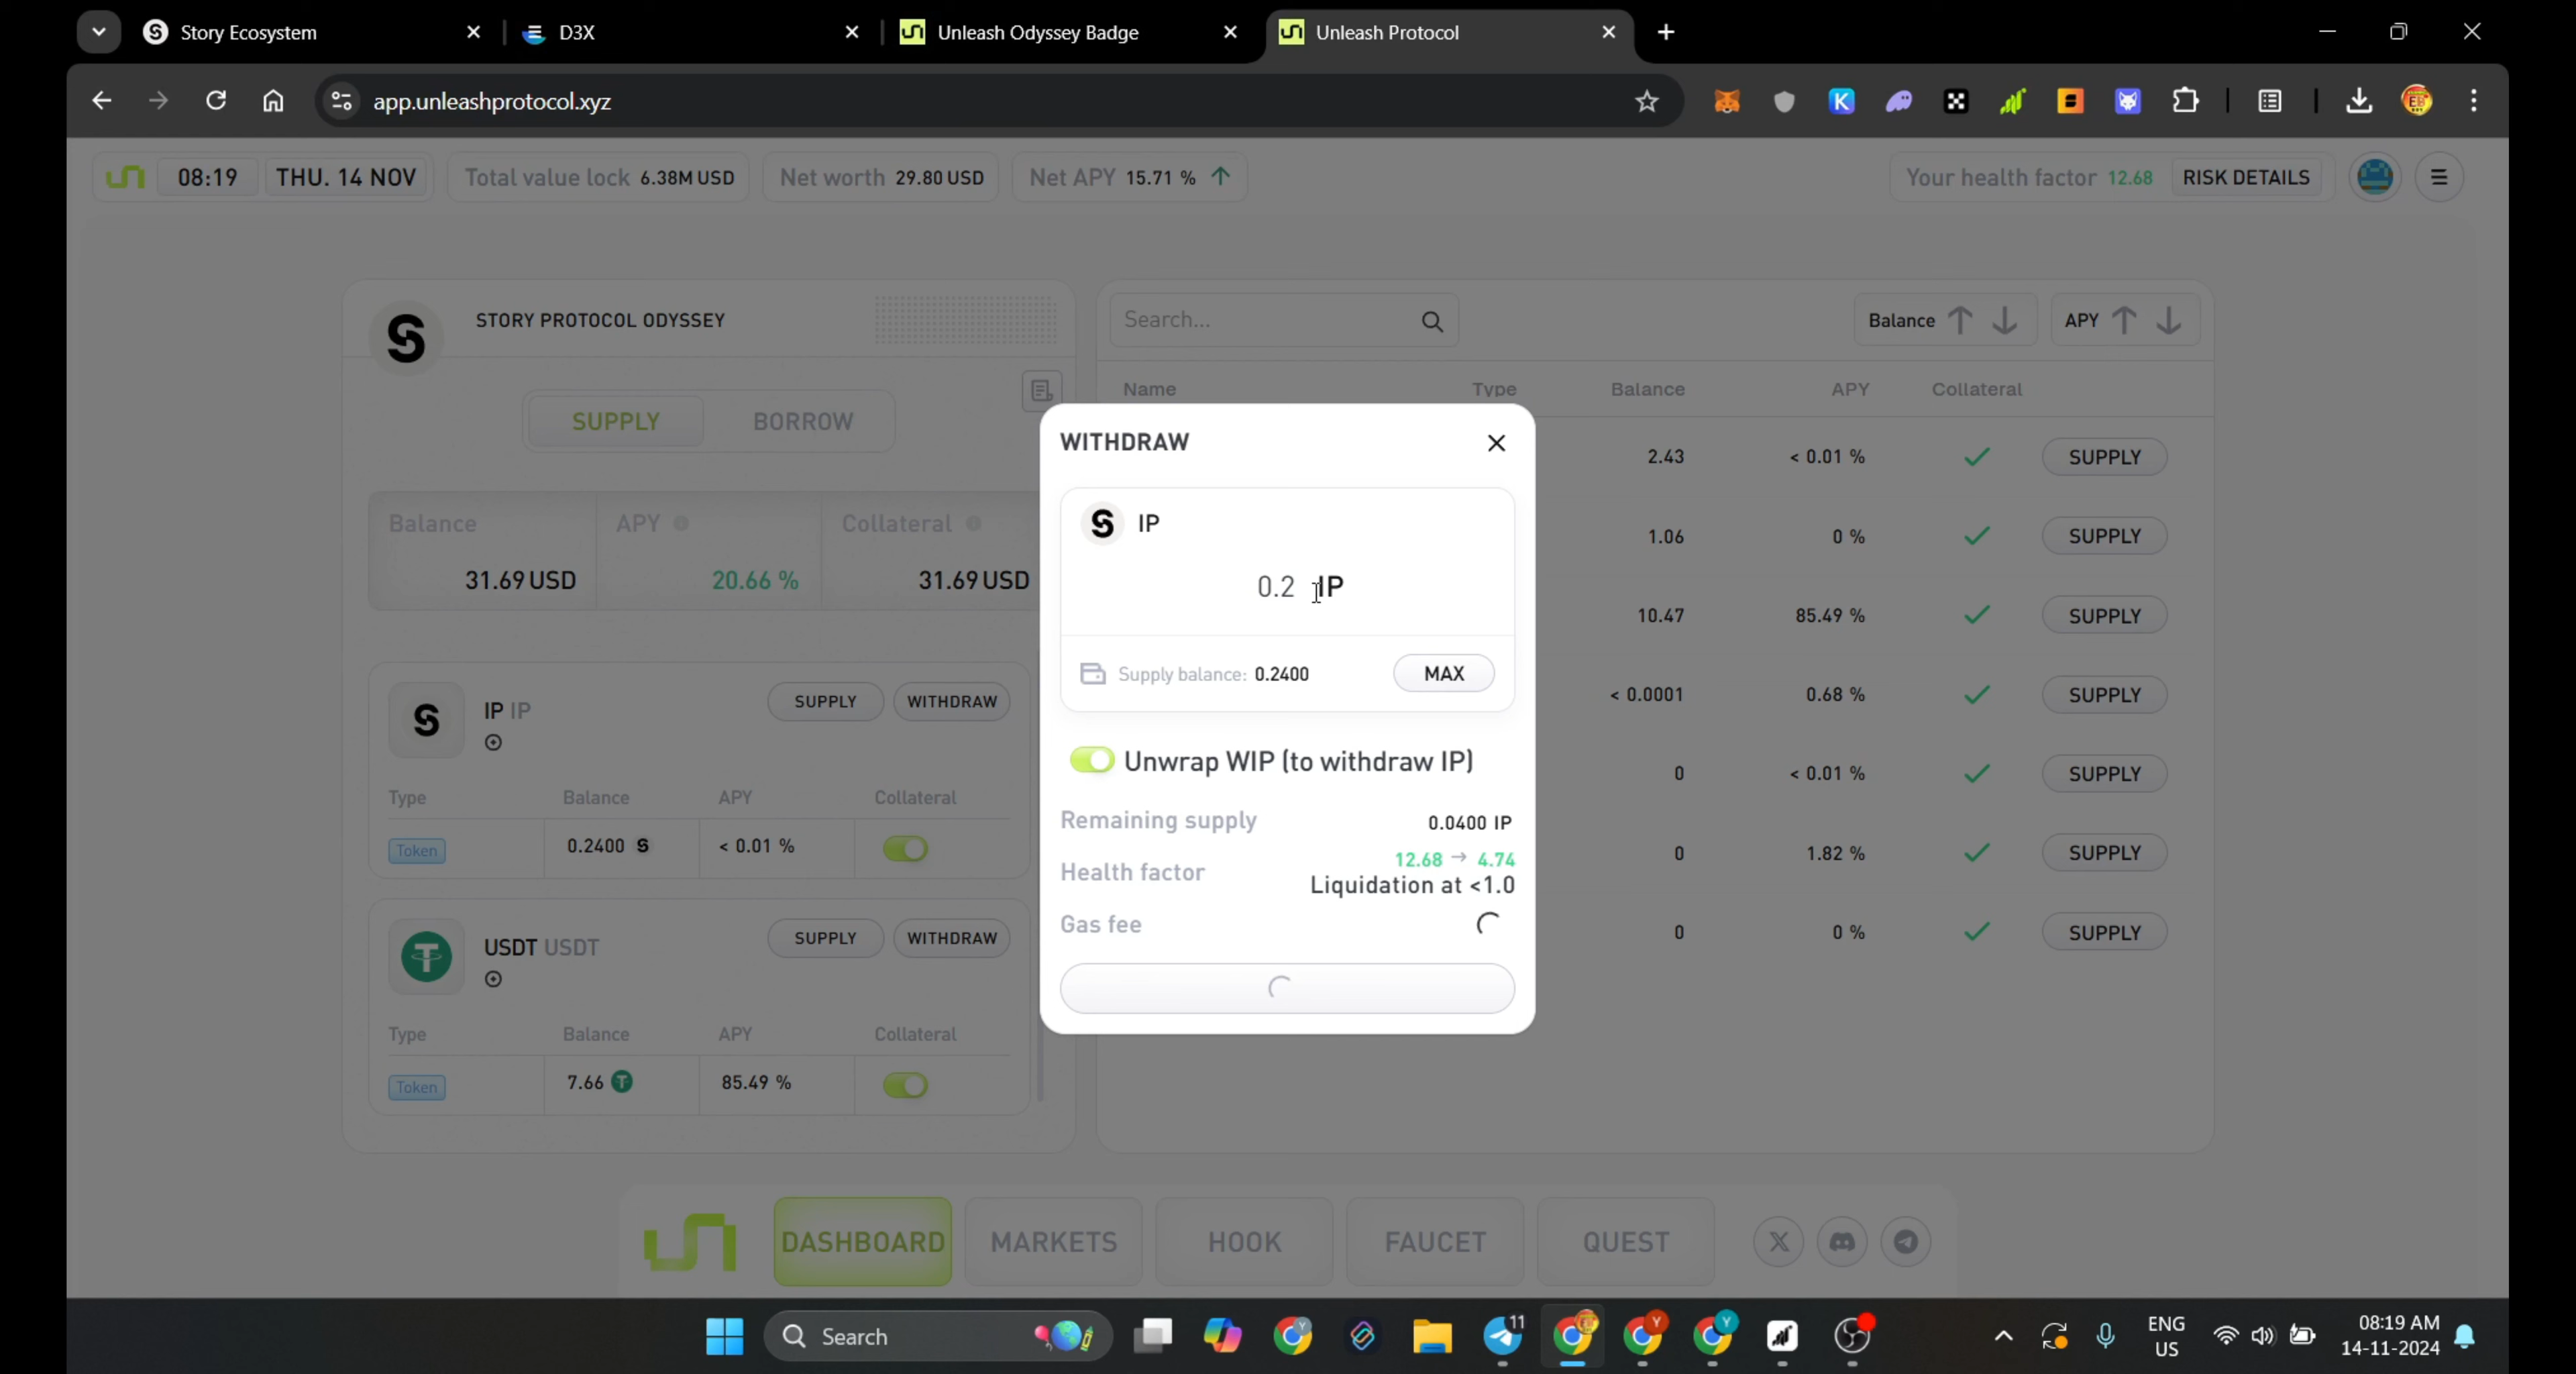 Story Ecosystem
D3X
Unleash Odyssey Badge
Unleash Protocol
app.unleashprotocol.xyz
08:19 THU. 14 NOV Total value lock 6.38M USD Net worth 29.80 USD Net APY 15.71 % Your health factor 12.68 RISK DETAILS
STORY PROTOCOL ODYSSEY
SUPPLY BORROW
Balance APY Collateral
31.69 USD 20.66 % 31.69 USD
IP IP SUPPLY WITHDRAW
Type Balance APY Collateral
Token 0.2400 < 0.01 %
USDT USDT SUPPLY WITHDRAW
Type Balance APY Collateral
Token 7.66 85.49 %
Search... Balance APY
Name Type Balance APY Collateral
2.43 < 0.01 % SUPPLY
1.06 0 % SUPPLY
10.47 85.49 % SUPPLY
< 0.0001 0.68 % SUPPLY
0 < 0.01 % SUPPLY
0 1.82 % SUPPLY
0 0 % SUPPLY
WITHDRAW
IP
0.2 IP
Supply balance: 0.2400 MAX
Unwrap WIP (to withdraw IP)
Remaining supply 0.0400 IP
Health factor 12.68 → 4.74
Liquidation at <1.0
Gas fee
DASHBOARD MARKETS HOOK FAUCET QUEST
Search
11
ENG
US
08:19 AM
14-11-2024